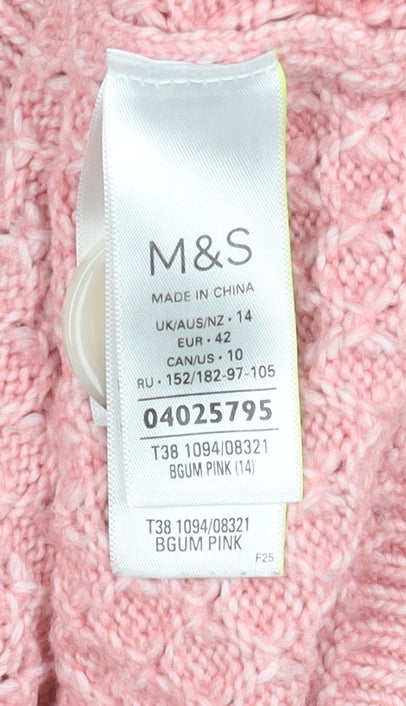 M&S
MADE IN CHINA
UK/AUS/NZ • 14
EUR • 42
CAN/US • 10
RU • 152/182-97-105
04025795
T38 1094/08321
BGUM PINK (14)
T38 1094/08321
BGUM PINK
F25